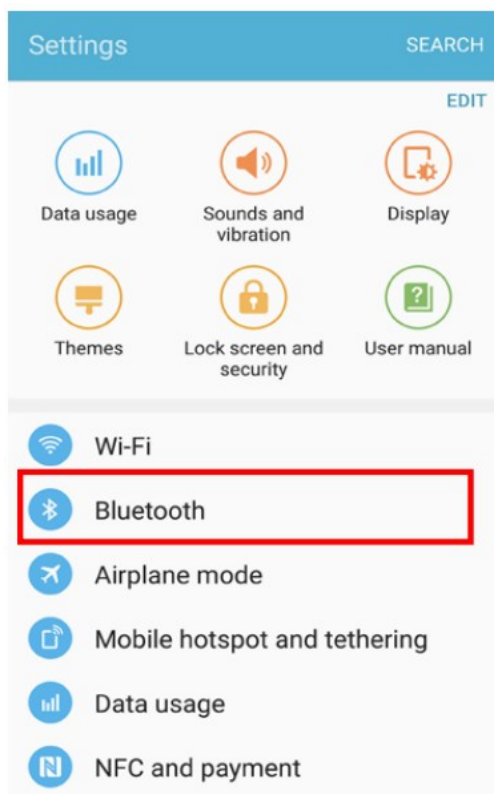 Settings SEARCH
EDIT
Data usage Sounds and vibration Display
Themes Lock screen and security User manual
Wi-Fi
Bluetooth
Airplane mode
Mobile hotspot and tethering
Data usage
NFC and payment